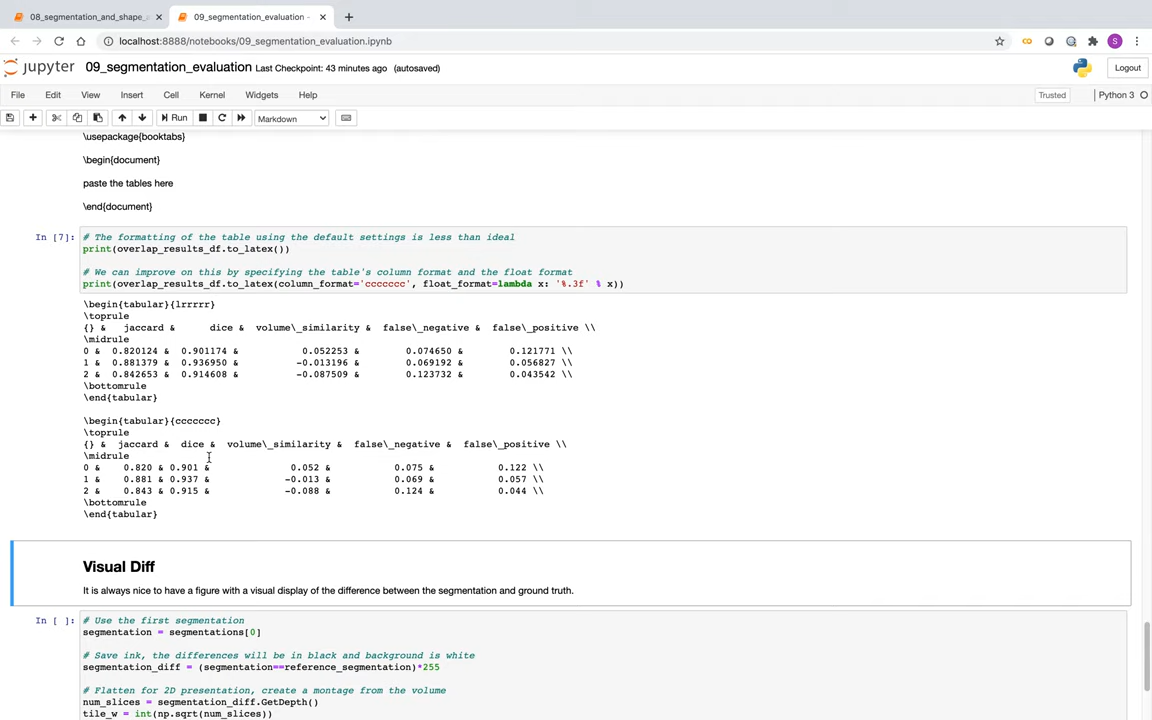 08_segmentation_and_shape_
09_segmentation_evaluation -
localhost:8888/notebooks/09_segmentation_evaluation.ipynb
S
jupyter 09_segmentation_evaluation Last Checkpoint: 43 minutes ago (autosaved)
Logout
File Edit View Insert Cell Kernel Widgets Help
Trusted
Python 3
Run
Markdown
\usepackage{booktabs}
\begin{document}
paste the tables here
\end{document}
In [7]:
# The formatting of the table using the default settings is less than ideal
print(overlap_results_df.to_latex())
# We can improve on this by specifying the table's column format and the float format
print(overlap_results_df.to_latex(column_format='ccccccc', float_format=lambda x: '%.3f' % x))
\begin{tabular}{lrrrrr}
\toprule
{} & jaccard & dice & volume\_similarity & false\_negative & false\_positive \\
\midrule
0 & 0.820124 & 0.901174 & 0.052253 & 0.074650 & 0.121771 \\
1 & 0.881379 & 0.936950 & -0.013196 & 0.069192 & 0.056827 \\
2 & 0.842653 & 0.914608 & -0.087509 & 0.123732 & 0.043542 \\
\bottomrule
\end{tabular}
\begin{tabular}{ccccccc}
\toprule
{} & jaccard & dice & volume\_similarity & false\_negative & false\_positive \\
\midrule
0 & 0.820 & 0.901 & 0.052 & 0.075 & 0.122 \\
1 & 0.881 & 0.937 & -0.013 & 0.069 & 0.057 \\
2 & 0.843 & 0.915 & -0.088 & 0.124 & 0.044 \\
\bottomrule
\end{tabular}
Visual Diff
It is always nice to have a figure with a visual display of the difference between the segmentation and ground truth.
In [ ]:
# Use the first segmentation
segmentation = segmentations[0]
# Save ink, the differences will be in black and background is white
segmentation_diff = (segmentation==reference_segmentation)*255
# Flatten for 2D presentation, create a montage from the volume
num_slices = segmentation_diff.GetDepth()
tile_w = int(np.sqrt(num_slices))